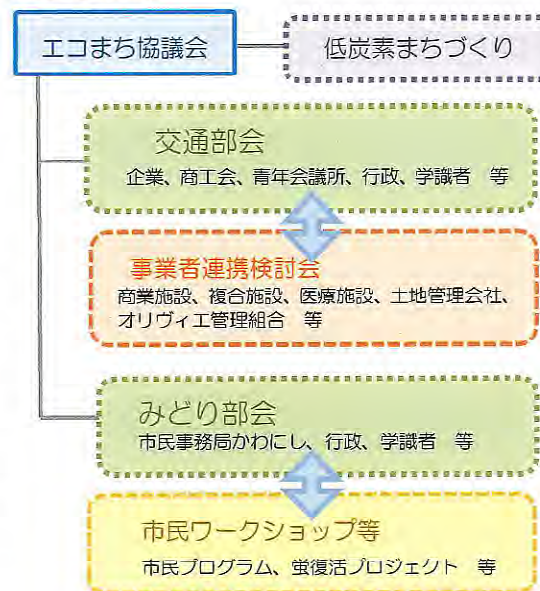 エコまち協議会
低炭素まちづくり
交通部会
企業、商工会、青年会議所、行政、学識者 等
事業者連携検討会
商業施設、複合施設、医療施設、土地管理会社、
オリヴィエ管理組合 等
みどり部会
市民事務局かわにし、行政、学識者 等
市民ワークショップ等
市民プログラム、蛍復活プロジェクト 等